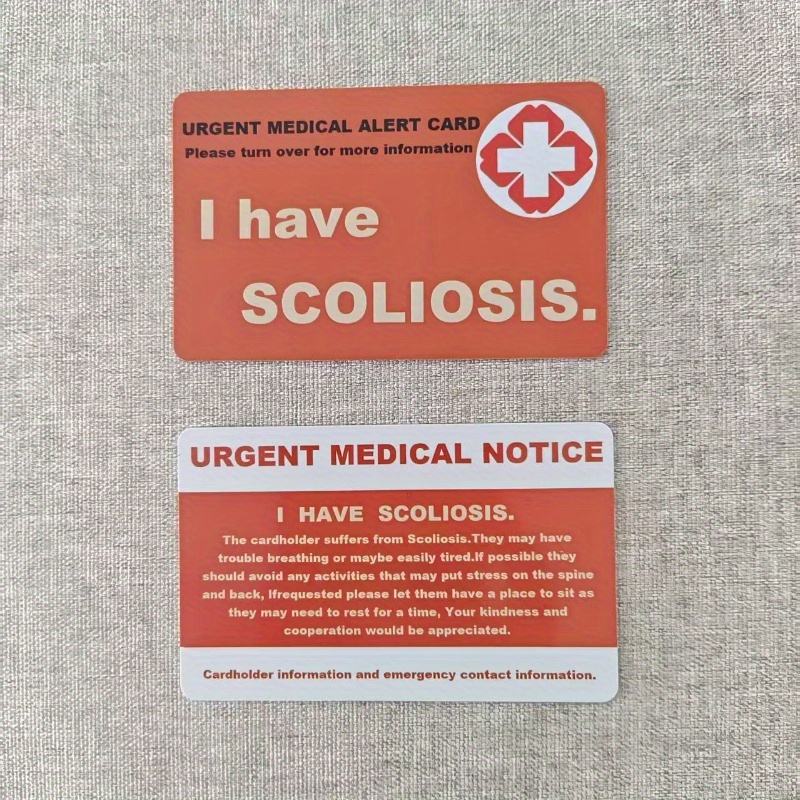 URGENT MEDICAL ALERT CARD
Please turn over for more information
I have
SCOLIOSIS.
URGENT MEDICAL NOTICE
I HAVE SCOLIOSIS.
The cardholder suffers from Scoliosis.They may have
trouble breathing or maybe easily tired.If possible they
should avoid any activities that may put stress on the spine
and back, Ifrequested please let them have a place to sit as
they may need to rest for a time, Your kindness and
cooperation would be appreciated.
Cardholder information and emergency contact information.